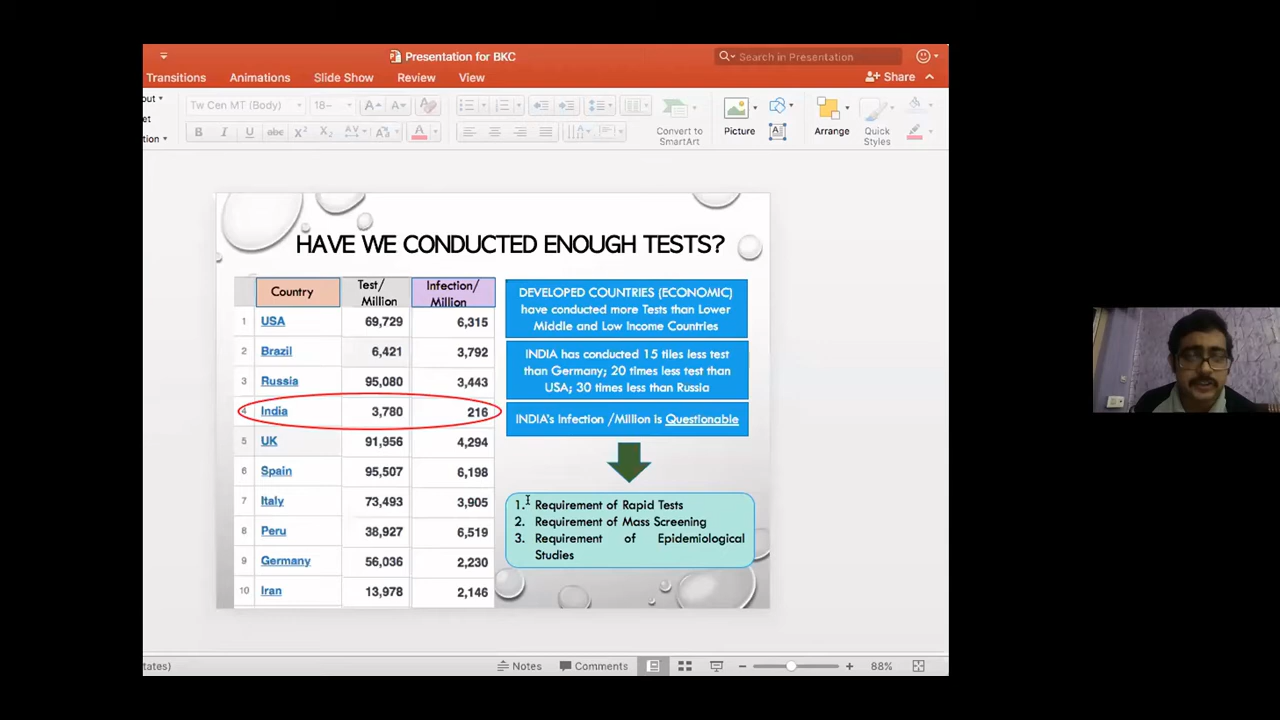 Presentation for BKC
Search in Presentation
Transitions Animations Slide Show Review View
Share
out
Tw Cen MT (Body) 18
et
tion
Convert to
SmartArt
Picture
Arrange
Quick
Styles
HAVE WE CONDUCTED ENOUGH TESTS?
Country Test/
Million Infection/
Million
1 USA 69,729 6,315
2 Brazil 6,421 3,792
3 Russia 95,080 3,443
4 India 3,780 216
5 UK 91,956 4,294
6 Spain 95,507 6,198
7 Italy 73,493 3,905
8 Peru 38,927 6,519
9 Germany 56,036 2,230
10 Iran 13,978 2,146
DEVELOPED COUNTRIES (ECONOMIC)
have conducted more Tests than Lower
Middle and Low Income Countries
INDIA has conducted 15 tiles less test
than Germany; 20 times less test than
USA; 30 times less than Russia
INDIA's Infection /Million is Questionable
1. Requirement of Rapid Tests
2. Requirement of Mass Screening
3. Requirement of Epidemiological
Studies
tates)
Notes Comments 88%